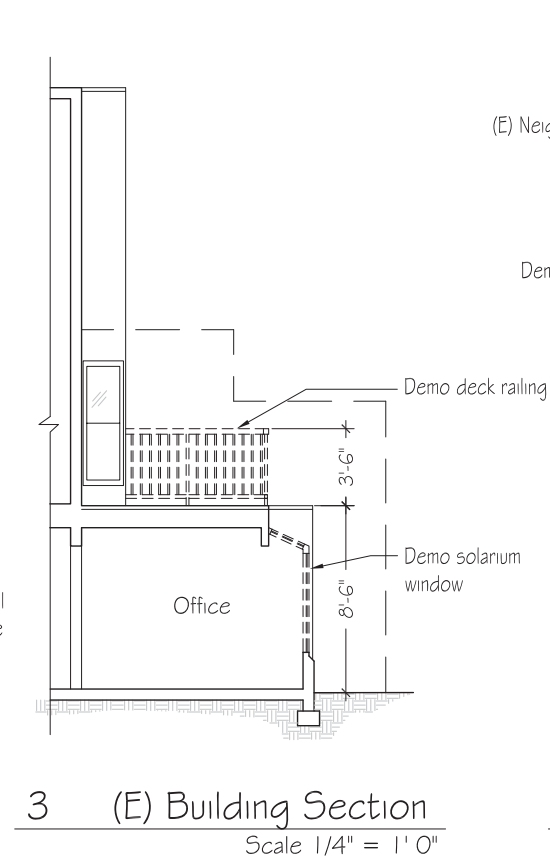 (E) Neig
Den
Demo deck railing
3'-6"
Demo solarium
window
8'-6"
Office
3 (E) Building Section
Scale 1/4" = 1' 0"